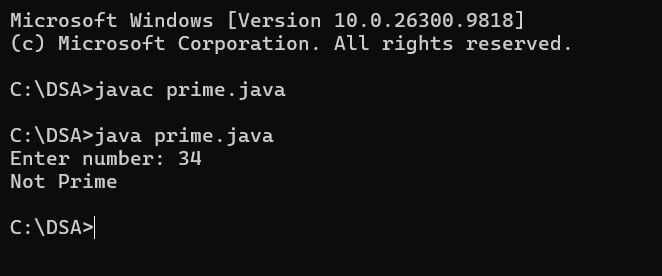 Microsoft Windows [Version 10.0.26300.9818]
(c) Microsoft Corporation. All rights reserved.
C:\DSA>javac prime.java
C:\DSA>java prime.java
Enter number: 34
Not Prime
C:\DSA>